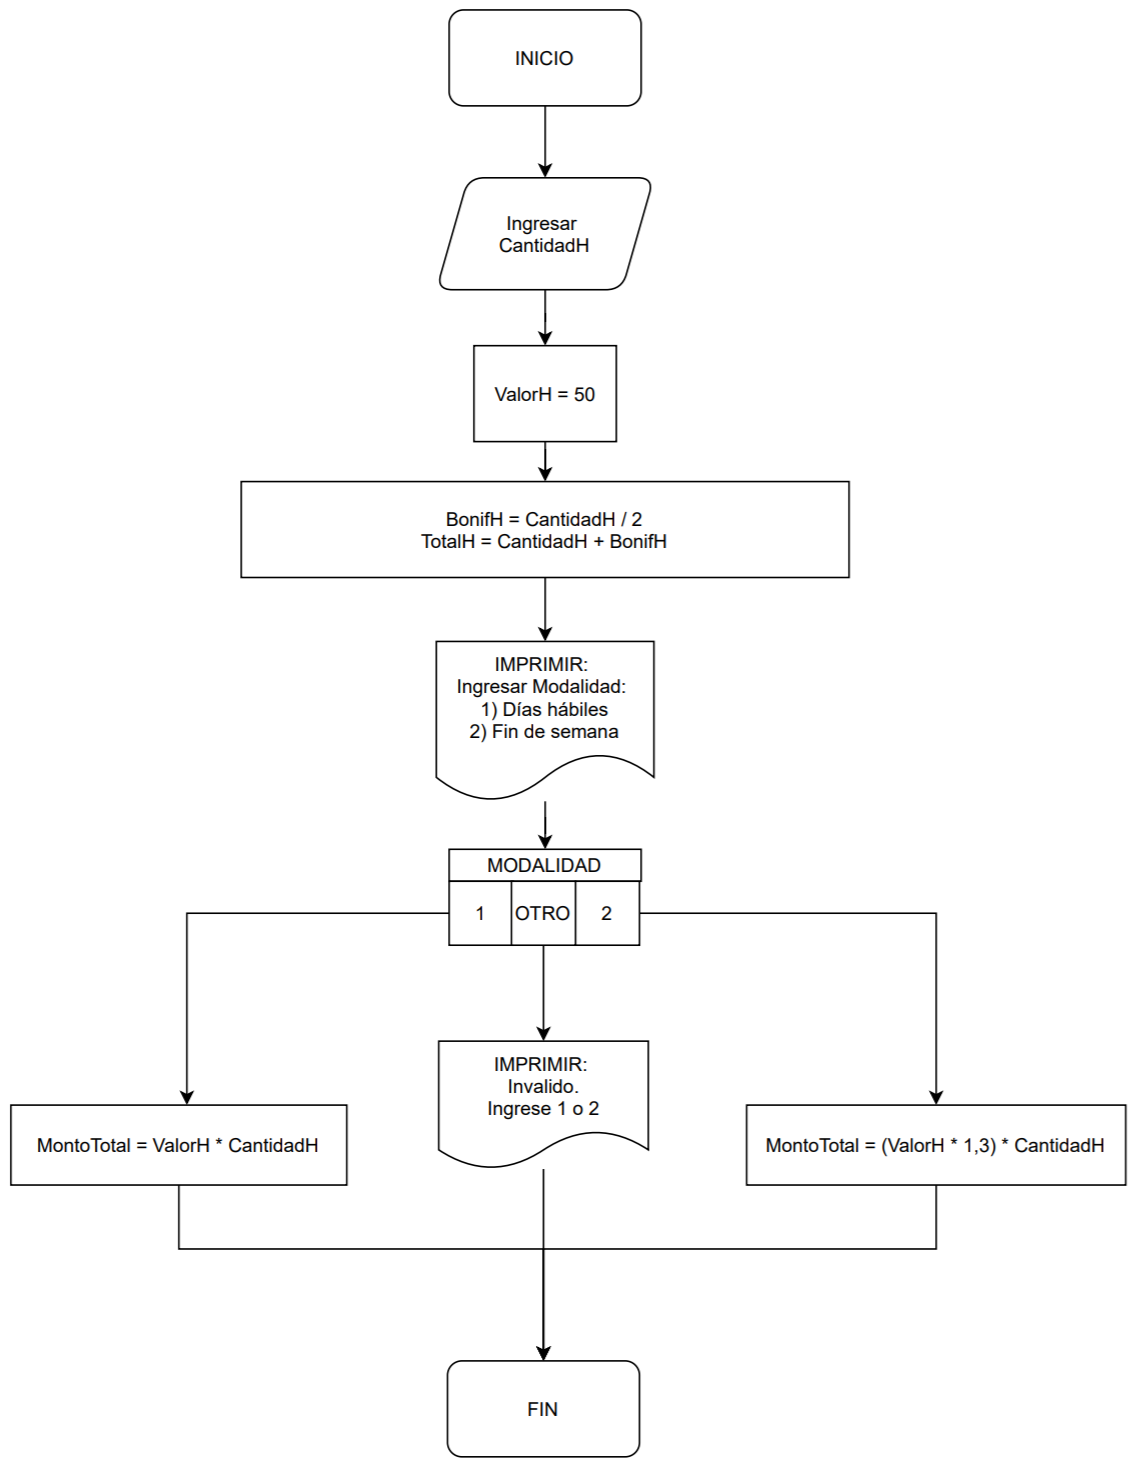 INICIO
Ingresar
CantidadH
ValorH = 50
BonifH = CantidadH / 2
TotalH = CantidadH + BonifH
IMPRIMIR:
Ingresar Modalidad:
1) Días hábiles
2) Fin de semana
MODALIDAD
1
OTRO
2
IMPRIMIR:
Invalido.
Ingrese 1 o 2
MontoTotal = ValorH * CantidadH
MontoTotal = (ValorH * 1,3) * CantidadH
FIN